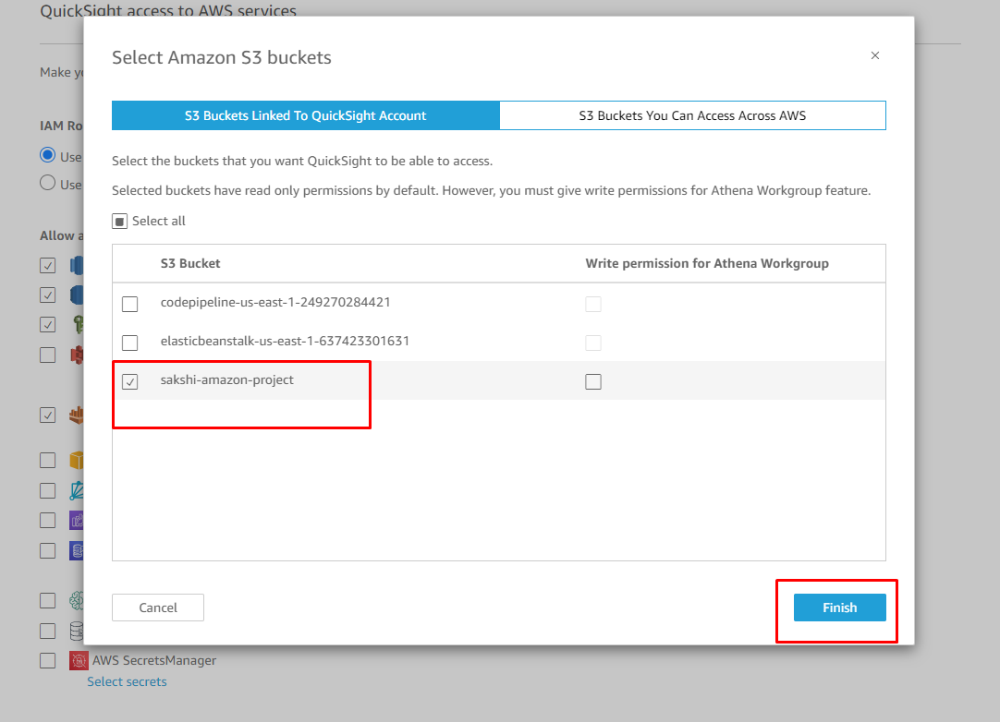 QuickSight access to AWS services
Select Amazon S3 buckets
Make yo
S3 Buckets Linked To QuickSight Account
S3 Buckets You Can Access Across AWS
IAM Ro
Use
Use
Select the buckets that you want QuickSight to be able to access.
Selected buckets have read only permissions by default. However, you must give write permissions for Athena Workgroup feature.
Select all
Allow a
S3 Bucket
Write permission for Athena Workgroup
codepipeline-us-east-1-249270284421
elasticbeanstalk-us-east-1-637423301631
sakshi-amazon-project
Cancel
Finish
AWS SecretsManager
Select secrets